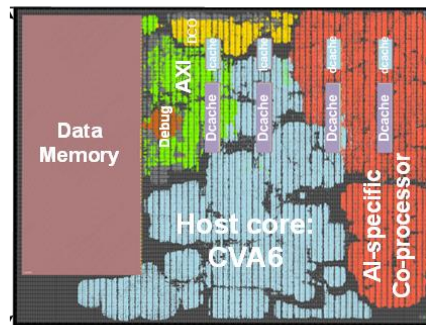 Data
Memory
Debug
AXI
DCO
icache
icache
dcache
dcache
Dcache
Dcache
Dcache
Dcache
Host core:
CVA6
AI-specific
Co-processor